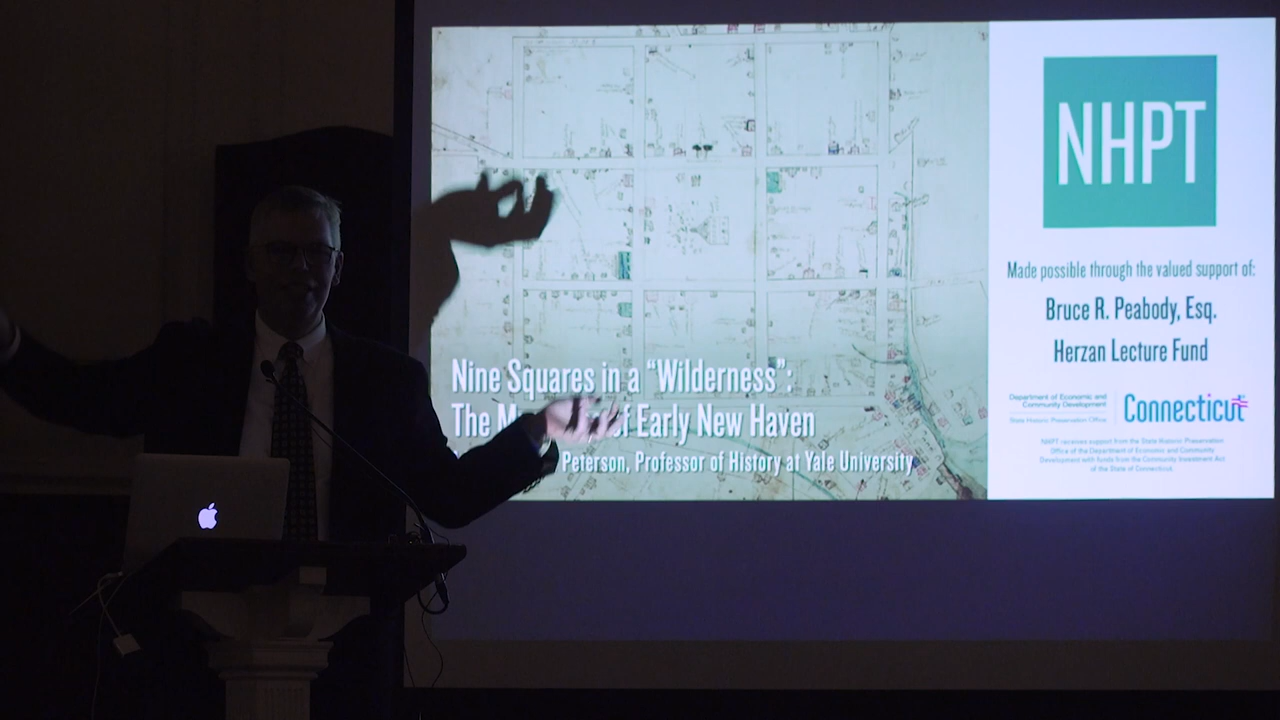 Nine Squares in a "Wilderness":
The of Early New Haven
Peterson, Professor of History at Yale University
NHPT
Made possible through the valued support of:
Bruce R. Peabody, Esq.
Herzan Lecture Fund
Department of Economic and
Community Development
State Historic Preservation Office
Connecticut
NHPT receives support from the State Historic Preservation
Office of the Department of Economic and Community
Development with funds from the Community Investment Act
of the State of Connecticut.